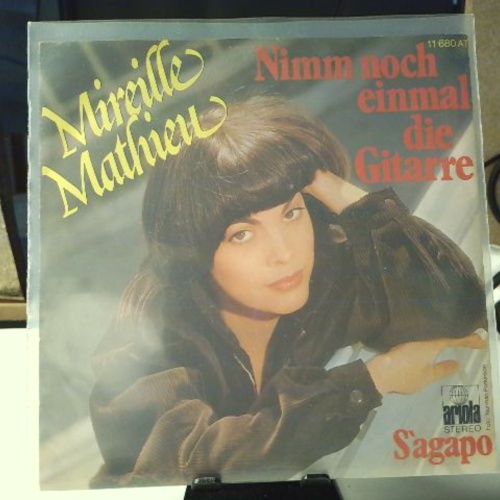 Mireille
Mathieu
11 680 AT
Nimm noch
einmal
die
Gitarre
ariola
STEREO
S'agapo